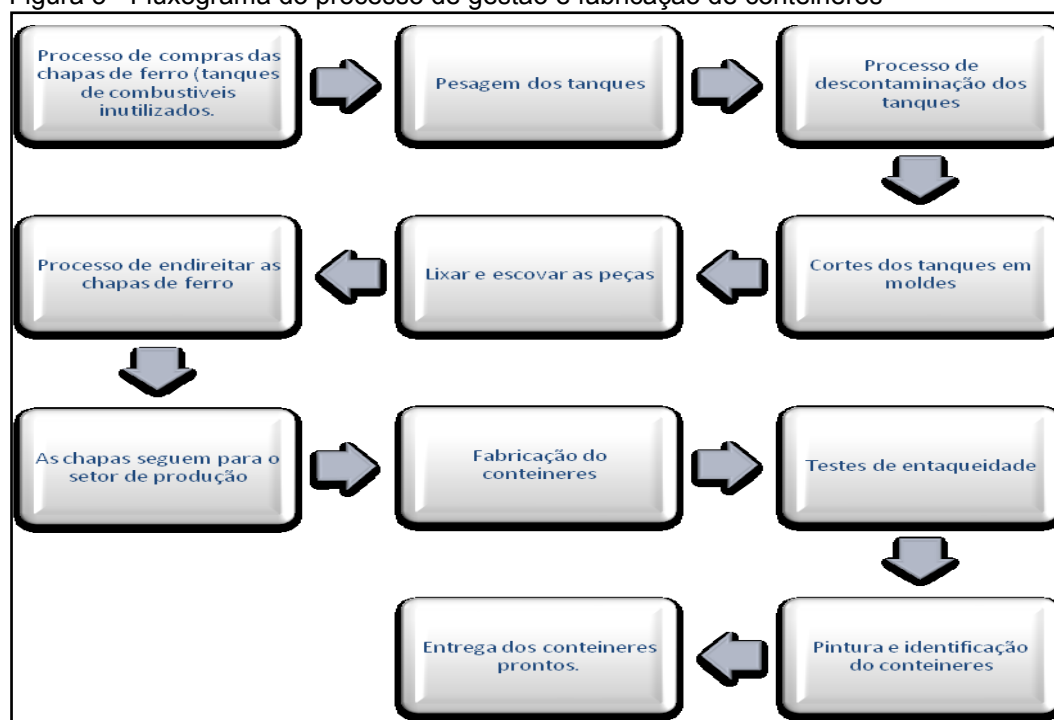 Processo de compras das
chapas de ferro (tanques
de combustiveis
inutilizados.
Pesagem dos tanques
Processo de
descontaminação dos
tanques
Cortes dos tanques em
moldes
Lixar e escovar as peças
Processo de endireitar as
chapas de ferro
As chapas seguem para o
setor de produção
Fabricação do
conteineres
Testes de entaqueidade
Pintura e identificação
do conteineres
Entrega dos conteineres
prontos.